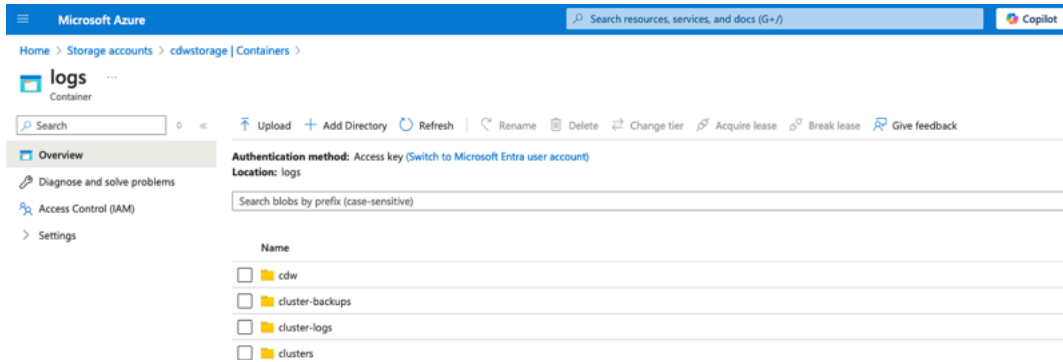 Microsoft Azure
Search resources, services, and docs (G+/)
Copilot
Home > Storage accounts > cdwstorage | Containers >
logs ...
Container
Search
Upload Add Directory Refresh Rename Delete Change tier Acquire lease Break lease Give feedback
Overview
Diagnose and solve problems
Access Control (IAM)
Settings
Authentication method: Access key (Switch to Microsoft Entra user account)
Location: logs
Search blobs by prefix (case-sensitive)
Name
cdw
cluster-backups
cluster-logs
clusters